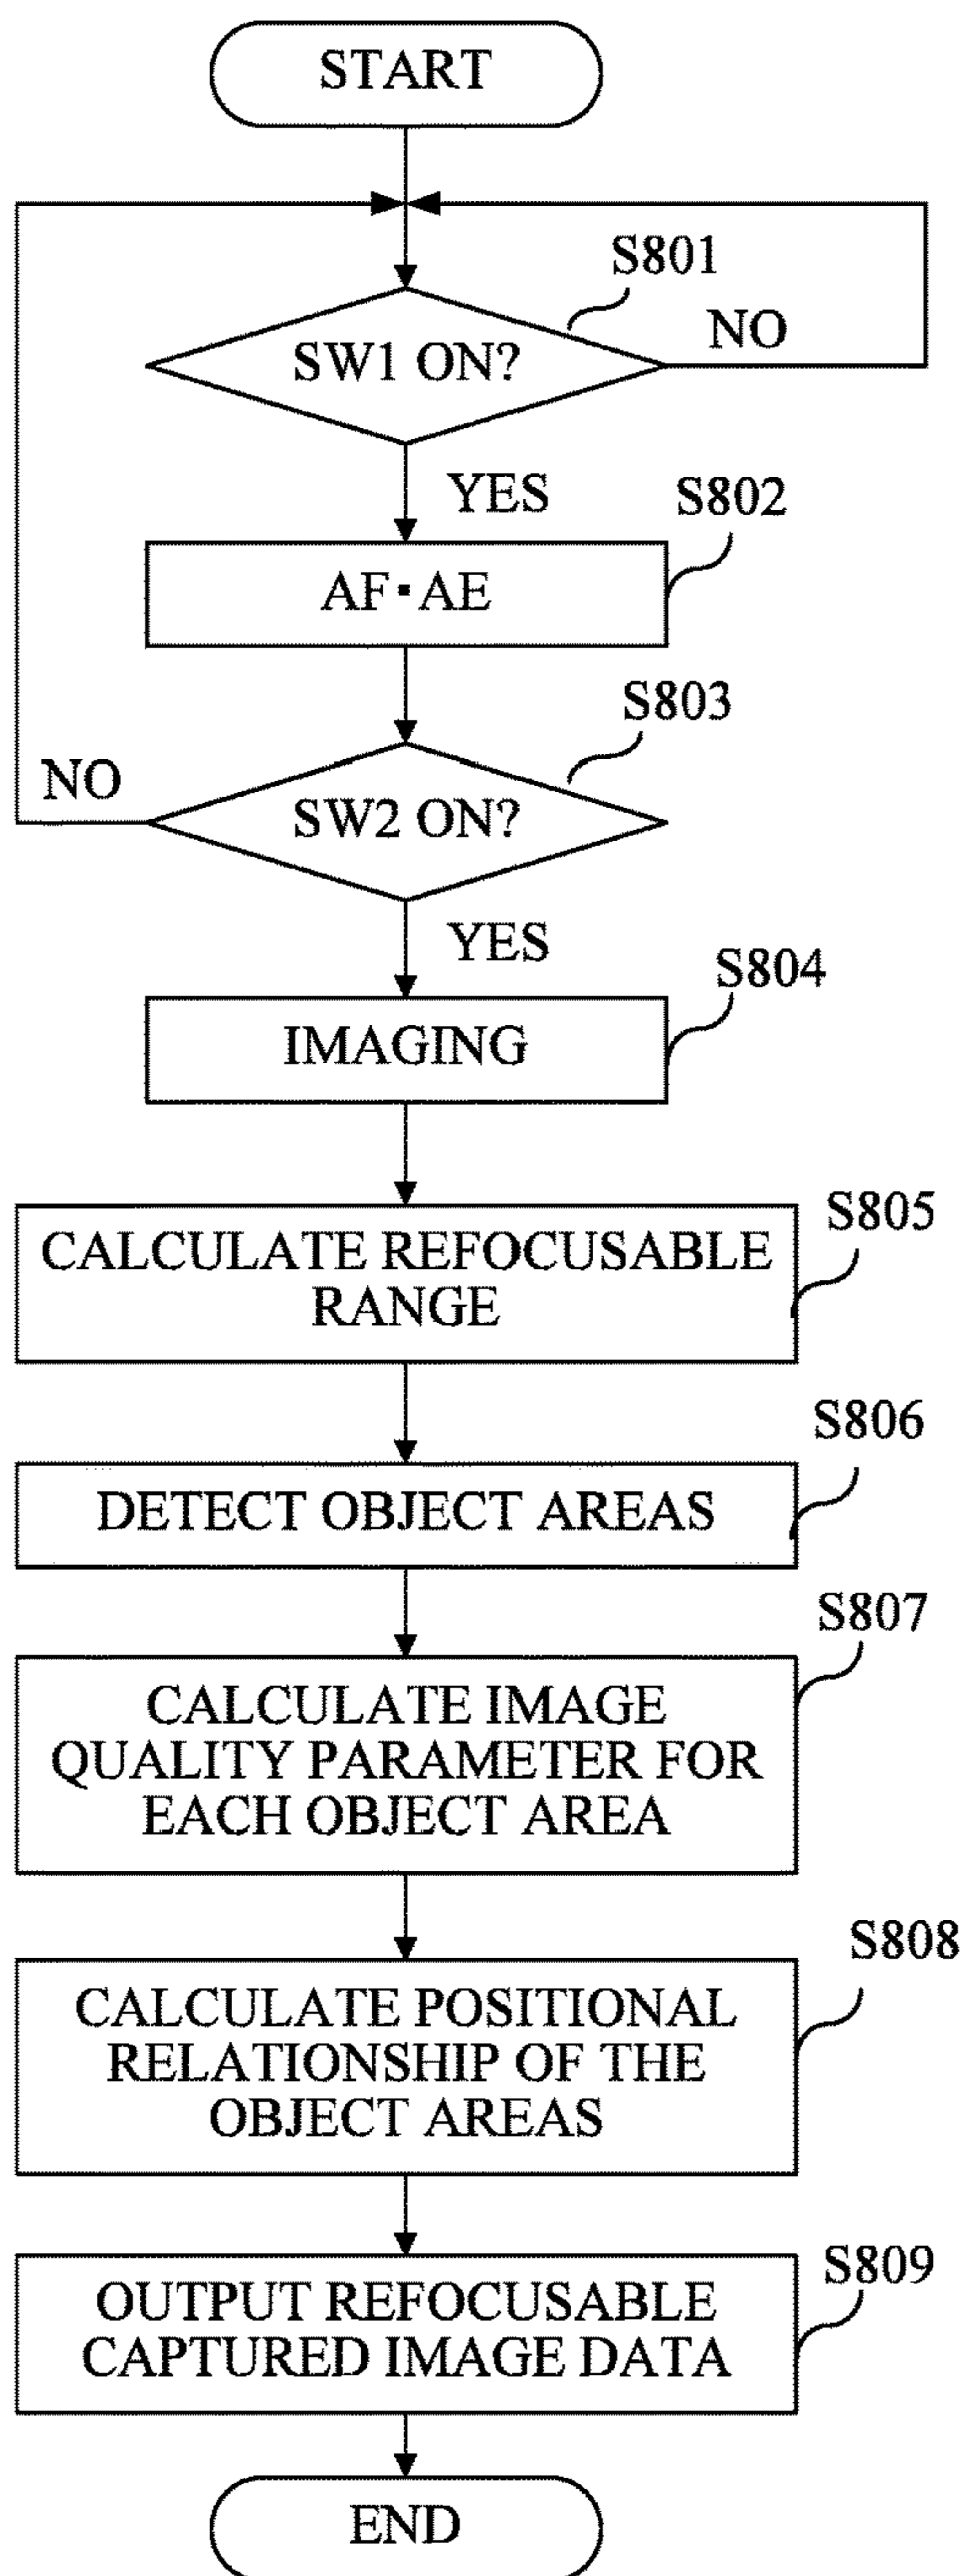 START
S801
SW1 ON?
NO
YES
S802
AF·AE
S803
NO
SW2 ON?
YES
S804
IMAGING
S805
CALCULATE REFOCUSABLE
RANGE
S806
DETECT OBJECT AREAS
S807
CALCULATE IMAGE
QUALITY PARAMETER FOR
EACH OBJECT AREA
S808
CALCULATE POSITIONAL
RELATIONSHIP OF THE
OBJECT AREAS
S809
OUTPUT REFOCUSABLE
CAPTURED IMAGE DATA
END